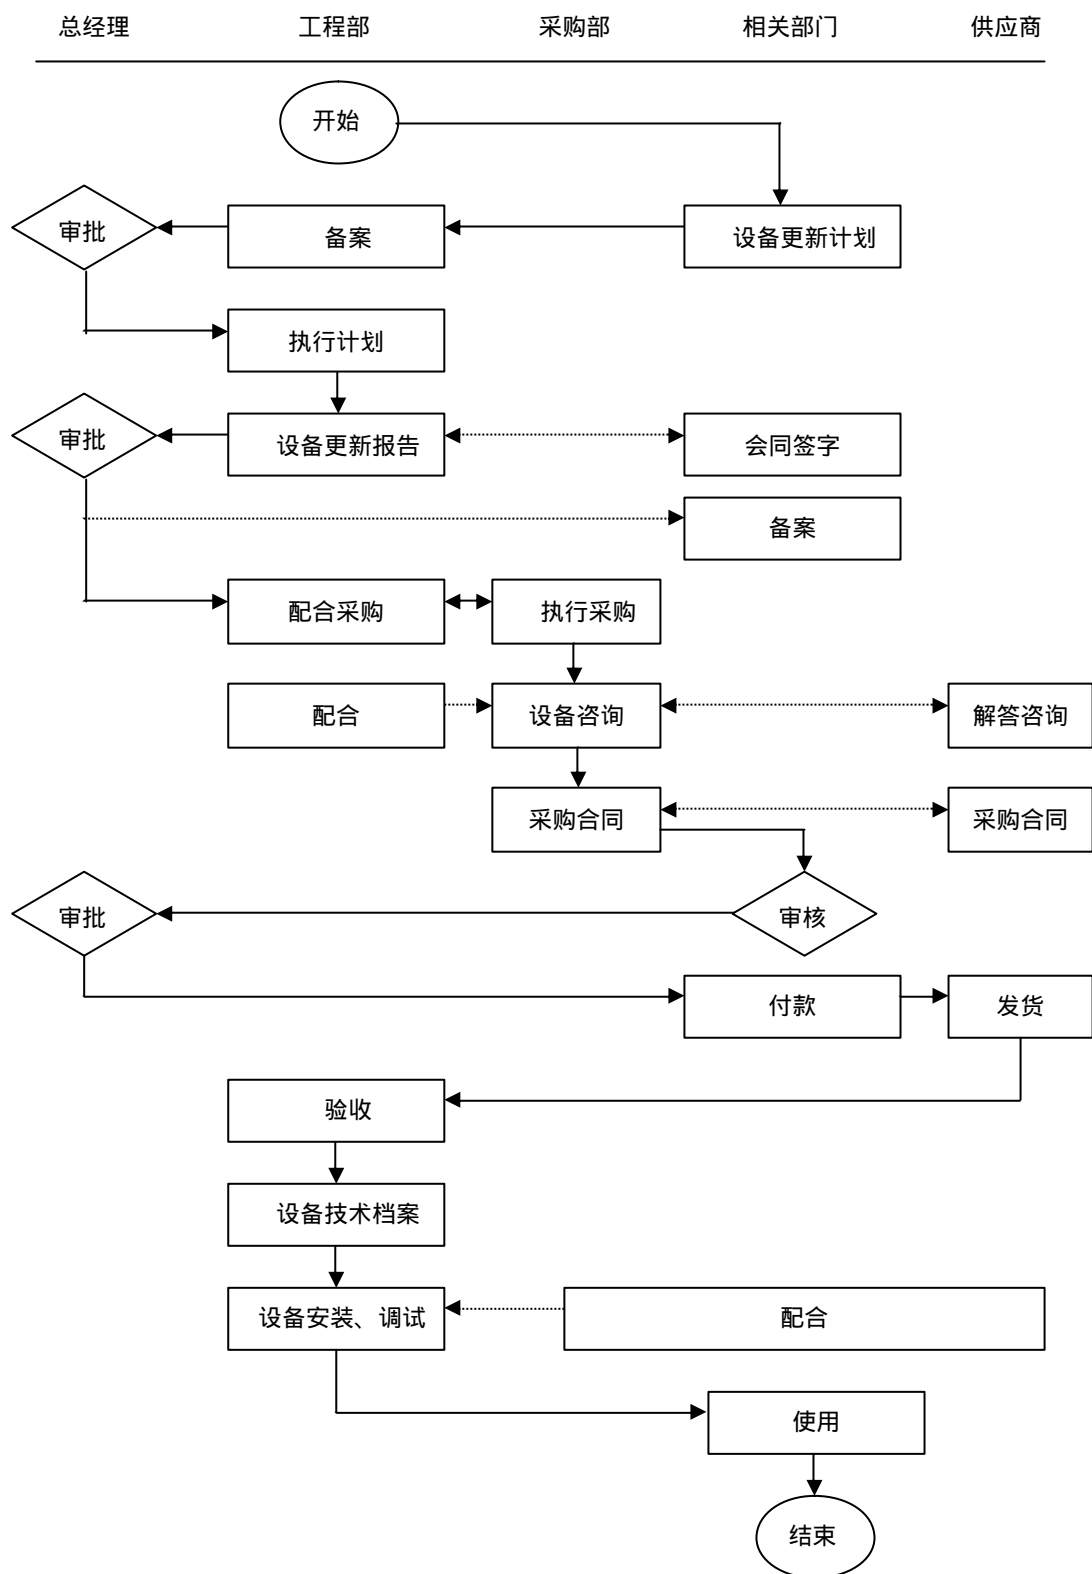 总经理
工程部
采购部
相关部门
供应商
开始
审批
备案
设备更新计划
执行计划
审批
设备更新报告
会同签字
备案
配合采购
执行采购
配合
设备咨询
解答咨询
采购合同
采购合同
审批
审核
付款
发货
验收
设备技术档案
设备安装、调试
配合
使用
结束